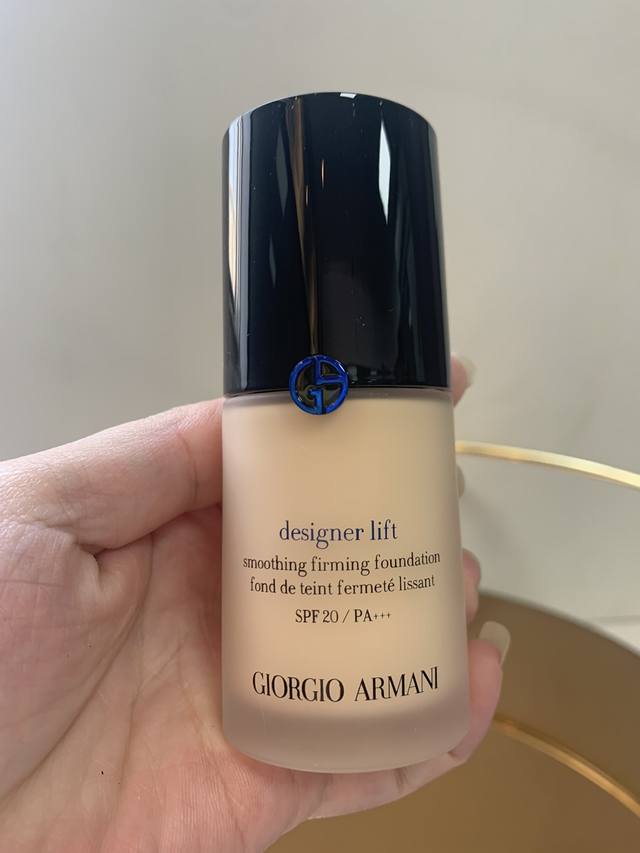 designer lift
smoothing firming foundation
fond de teint fermeté lissant
SPF 20 / PA+++
GIORGIO ARMANI